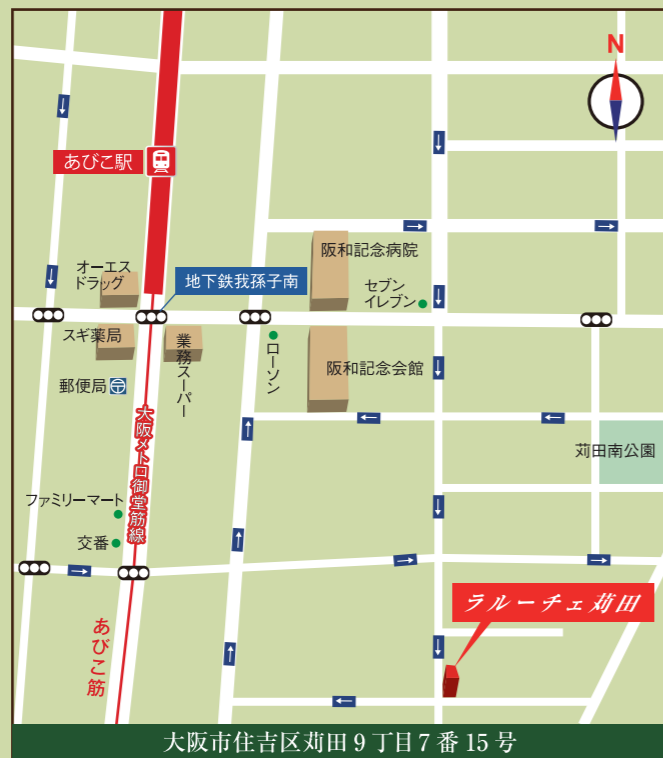 N
あびこ駅
阪和記念病院
オーエス
ドラッグ
地下鉄我孫子南
セブン
イレブン
スギ薬局
業務スーパー
ローソン
阪和記念会館
郵便局
大阪メトロ御堂筋線
苅田南公園
ファミリーマート
交番
ラルーチェ苅田
あびこ筋
大阪市住吉区苅田9丁目7番15号